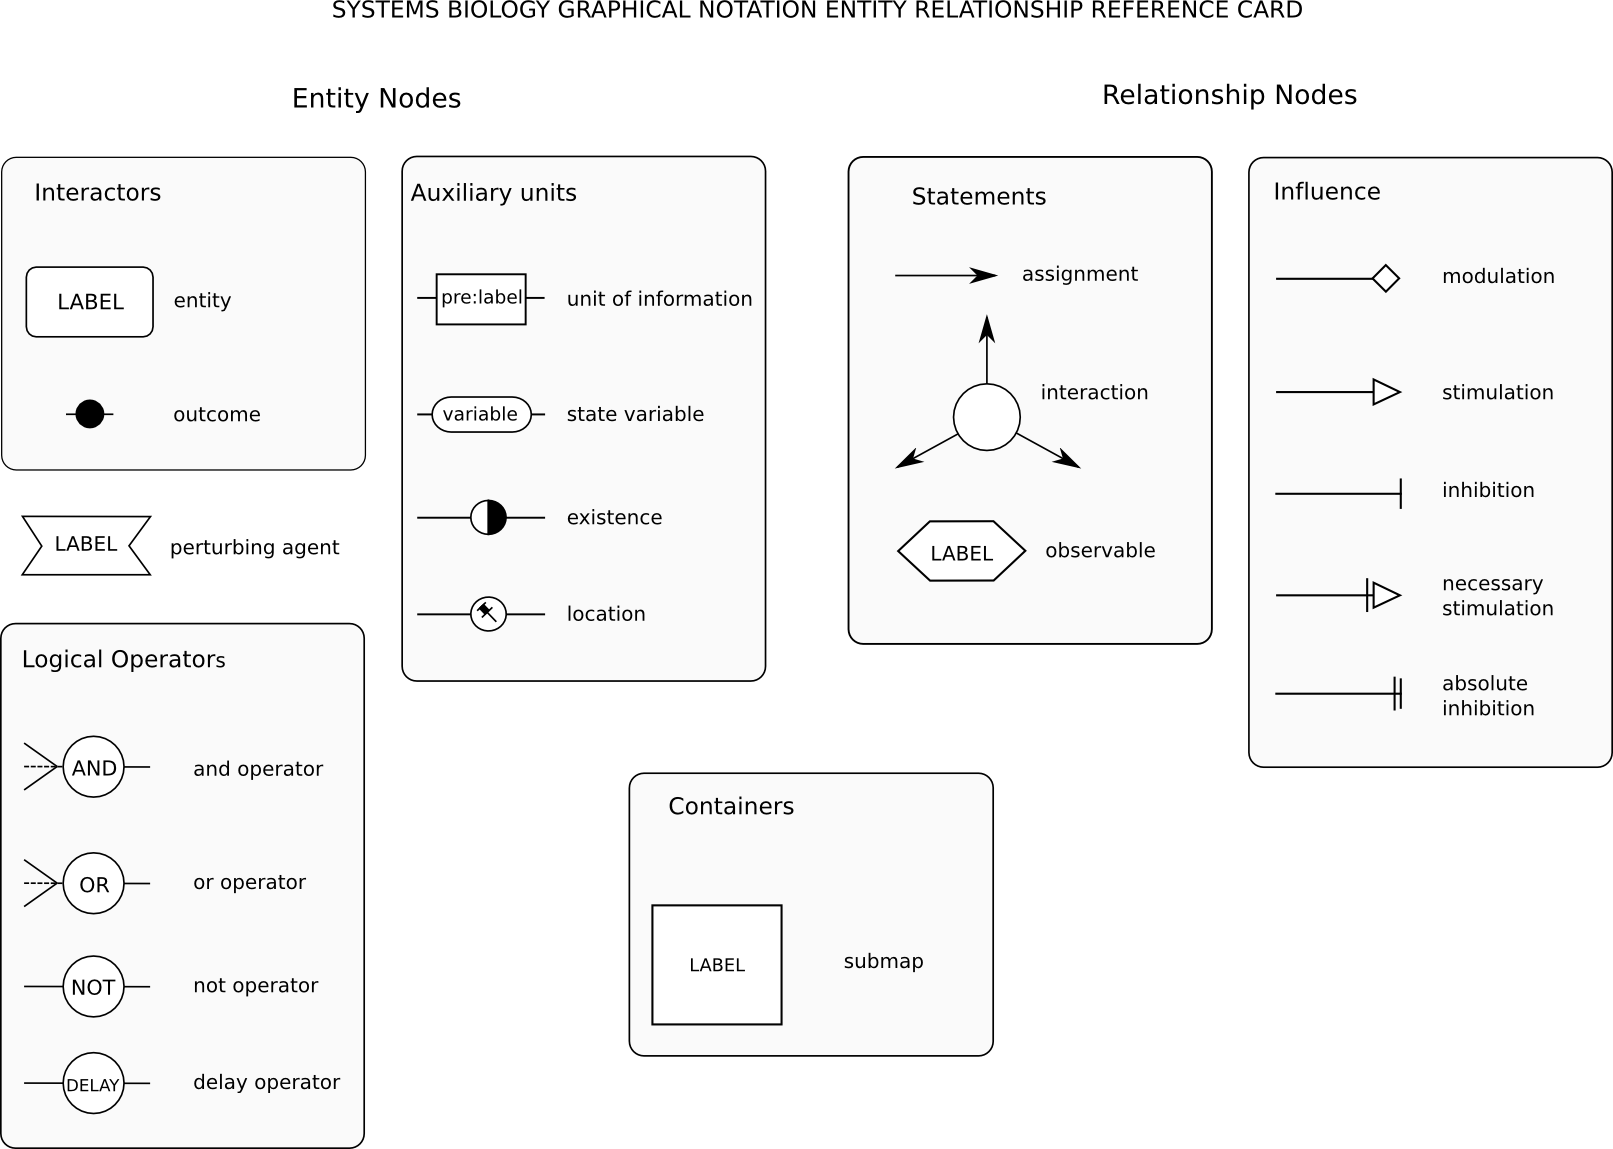 SYSTEMS BIOLOGY GRAPHICAL NOTATION ENTITY RELATIONSHIP REFERENCE CARD
Entity Nodes
Relationship Nodes
Interactors
LABEL entity
outcome
LABEL perturbing agent
Logical Operators
AND and operator
OR or operator
NOT not operator
DELAY delay operator
Auxiliary units
pre:label unit of information
variable state variable
existence
location
Statements
assignment
interaction
LABEL observable
Influence
modulation
stimulation
inhibition
necessary
stimulation
absolute
inhibition
Containers
LABEL submap